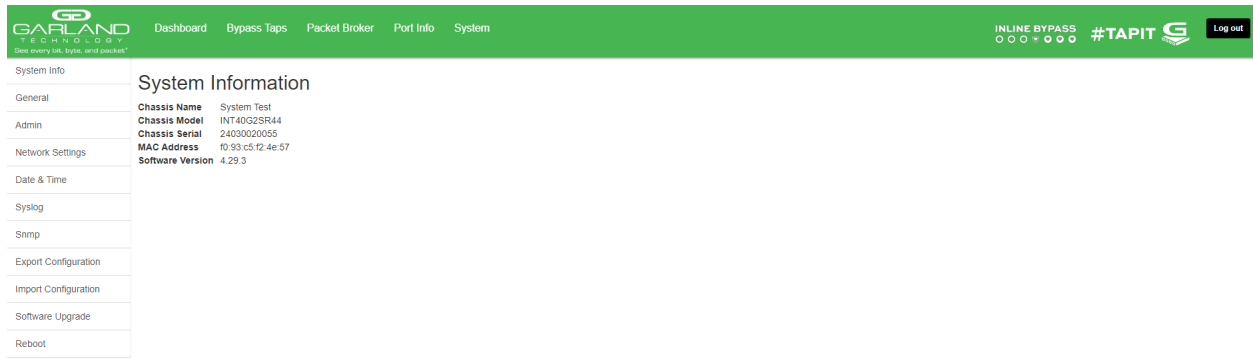 GARLAND
TECHNOLOGY
See every bit, byte, and packet®
Dashboard Bypass Taps Packet Broker Port Info System
INLINE BYPASS
#TAPIT
Log out
System Info
General
Admin
Network Settings
Date & Time
Syslog
Snmp
Export Configuration
Import Configuration
Software Upgrade
Reboot
System Information
Chassis Name System Test
Chassis Model INT40G2SR44
Chassis Serial 24030020055
MAC Address f0:93:c5:f2:4e:57
Software Version 4.29.3